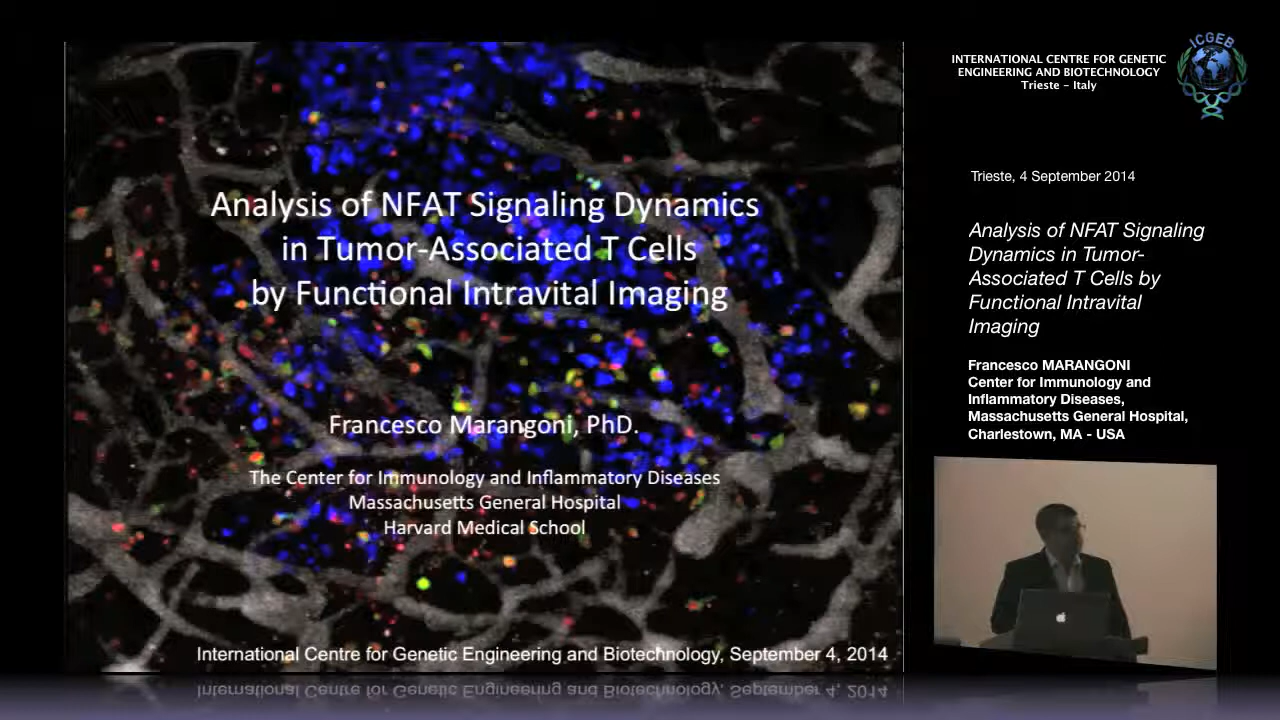 Analysis of NFAT Signaling Dynamics
in Tumor-Associated T Cells
by Functional Intravital Imaging
Francesco Marangoni, PhD.
The Center for Immunology and Inflammatory Diseases
Massachusetts General Hospital
Harvard Medical School
International Centre for Genetic Engineering and Biotechnology, September 4, 2014
INTERNATIONAL CENTRE FOR GENETIC
ENGINEERING AND BIOTECHNOLOGY
Trieste - Italy
ICGEB
Trieste, 4 September 2014
Analysis of NFAT Signaling
Dynamics in Tumor-
Associated T Cells by
Functional Intravital
Imaging
Francesco MARANGONI
Center for Immunology and
Inflammatory Diseases,
Massachusetts General Hospital,
Charlestown, MA - USA